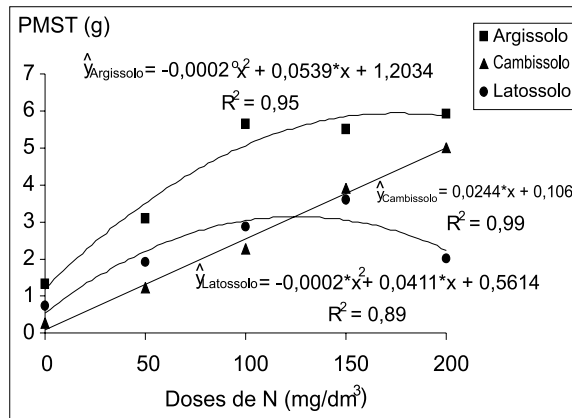 PMST (g)
Argissolo
Cambissolo
Latossolo
ŷArgissolo = -0,0002°x² + 0,0539*x + 1,2034
R² = 0,95
ŷCambissolo = 0,0244*x + 0,106
R² = 0,99
ŷLatossolo = -0,0002*x² + 0,0411*x + 0,5614
R² = 0,89
7
6
5
4
3
2
1
0
0 50 100 150 200
Doses de N (mg/dm³)